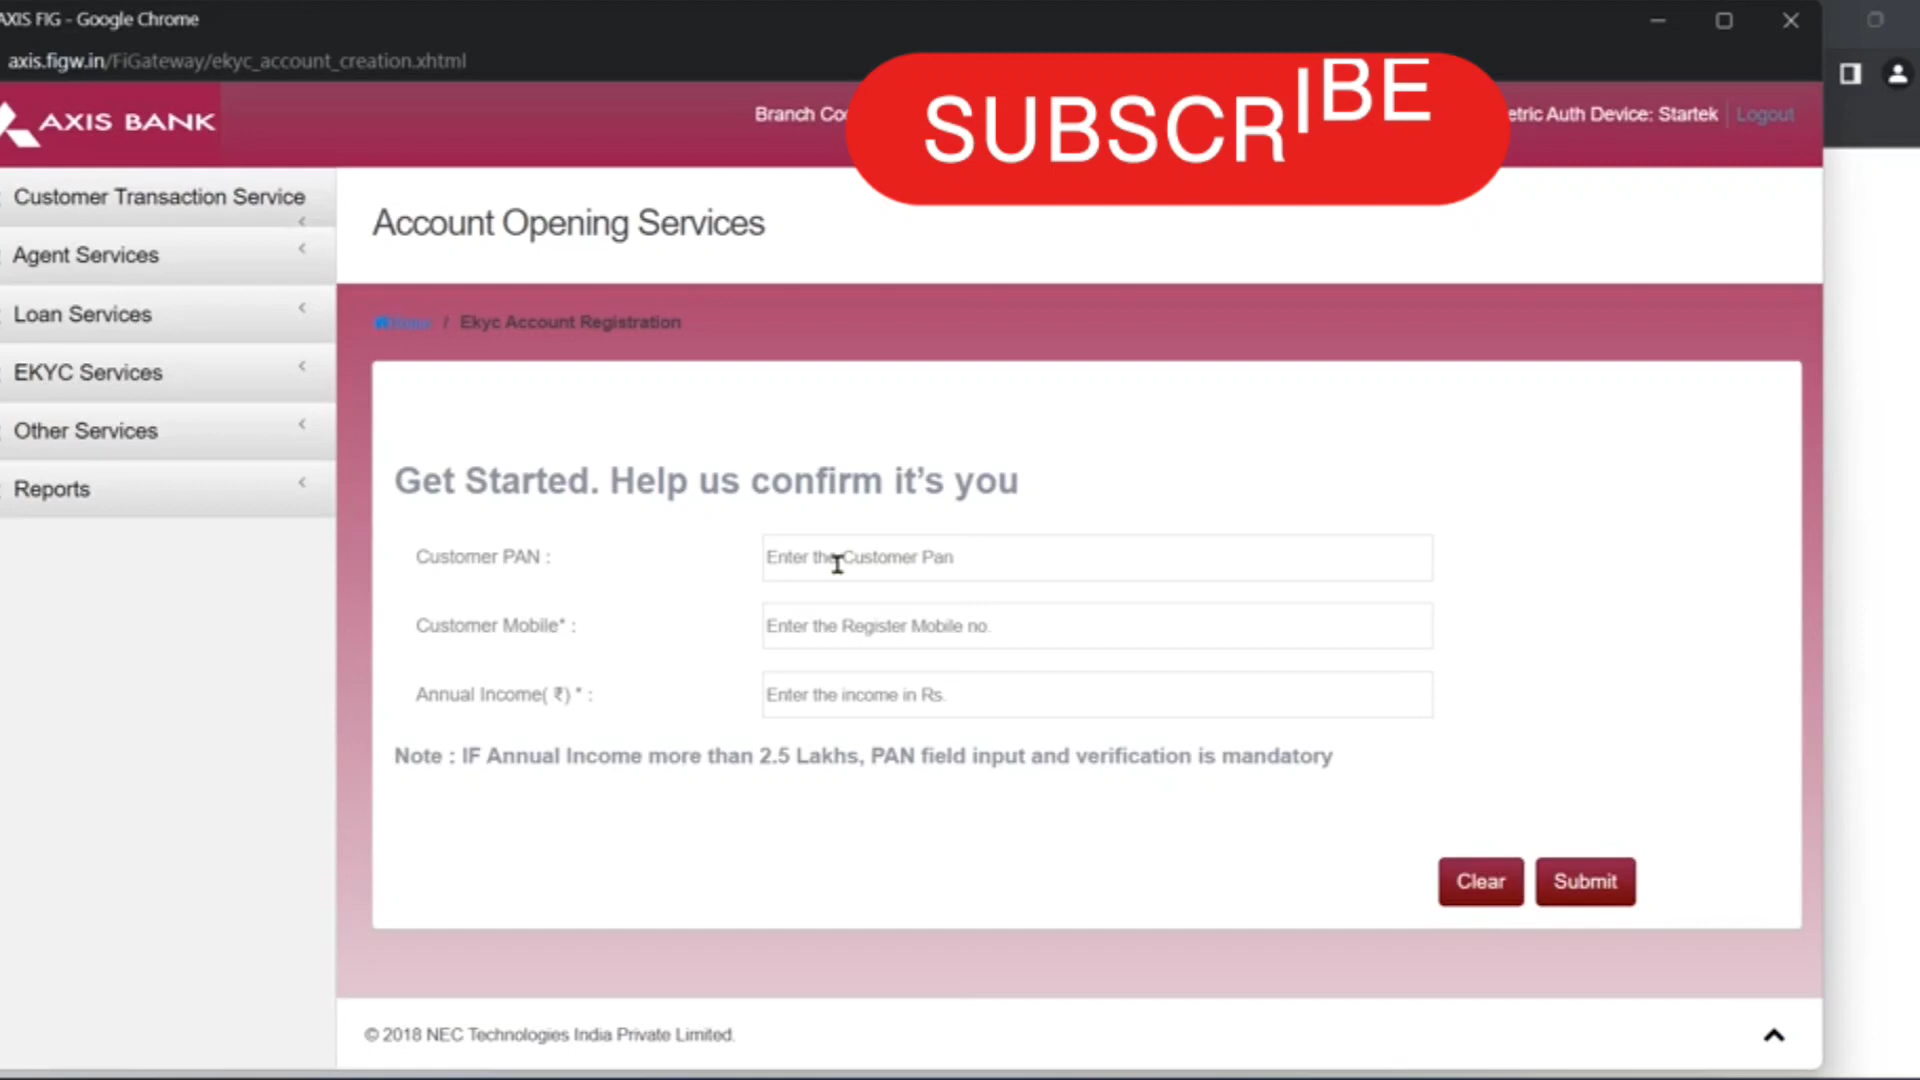 AXIS FIG - Google Chrome
axis.figw.in/FiGateway/ekyc_account_creation.xhtml
SUBSCRIBE
AXIS BANK
Branch
Auth Device: Startek
Logout
Customer Transaction Service
Agent Services
Loan Services
EKYC Services
Other Services
Reports
Account Opening Services
Home / Ekyc Account Registration
Get Started. Help us confirm it's you
Customer PAN :
Enter the Customer Pan
Customer Mobile* :
Enter the Register Mobile no.
Annual Income( ₹) * :
Enter the income in Rs.
Note : IF Annual Income more than 2.5 Lakhs, PAN field input and verification is mandatory
Clear
Submit
© 2018 NEC Technologies India Private Limited.